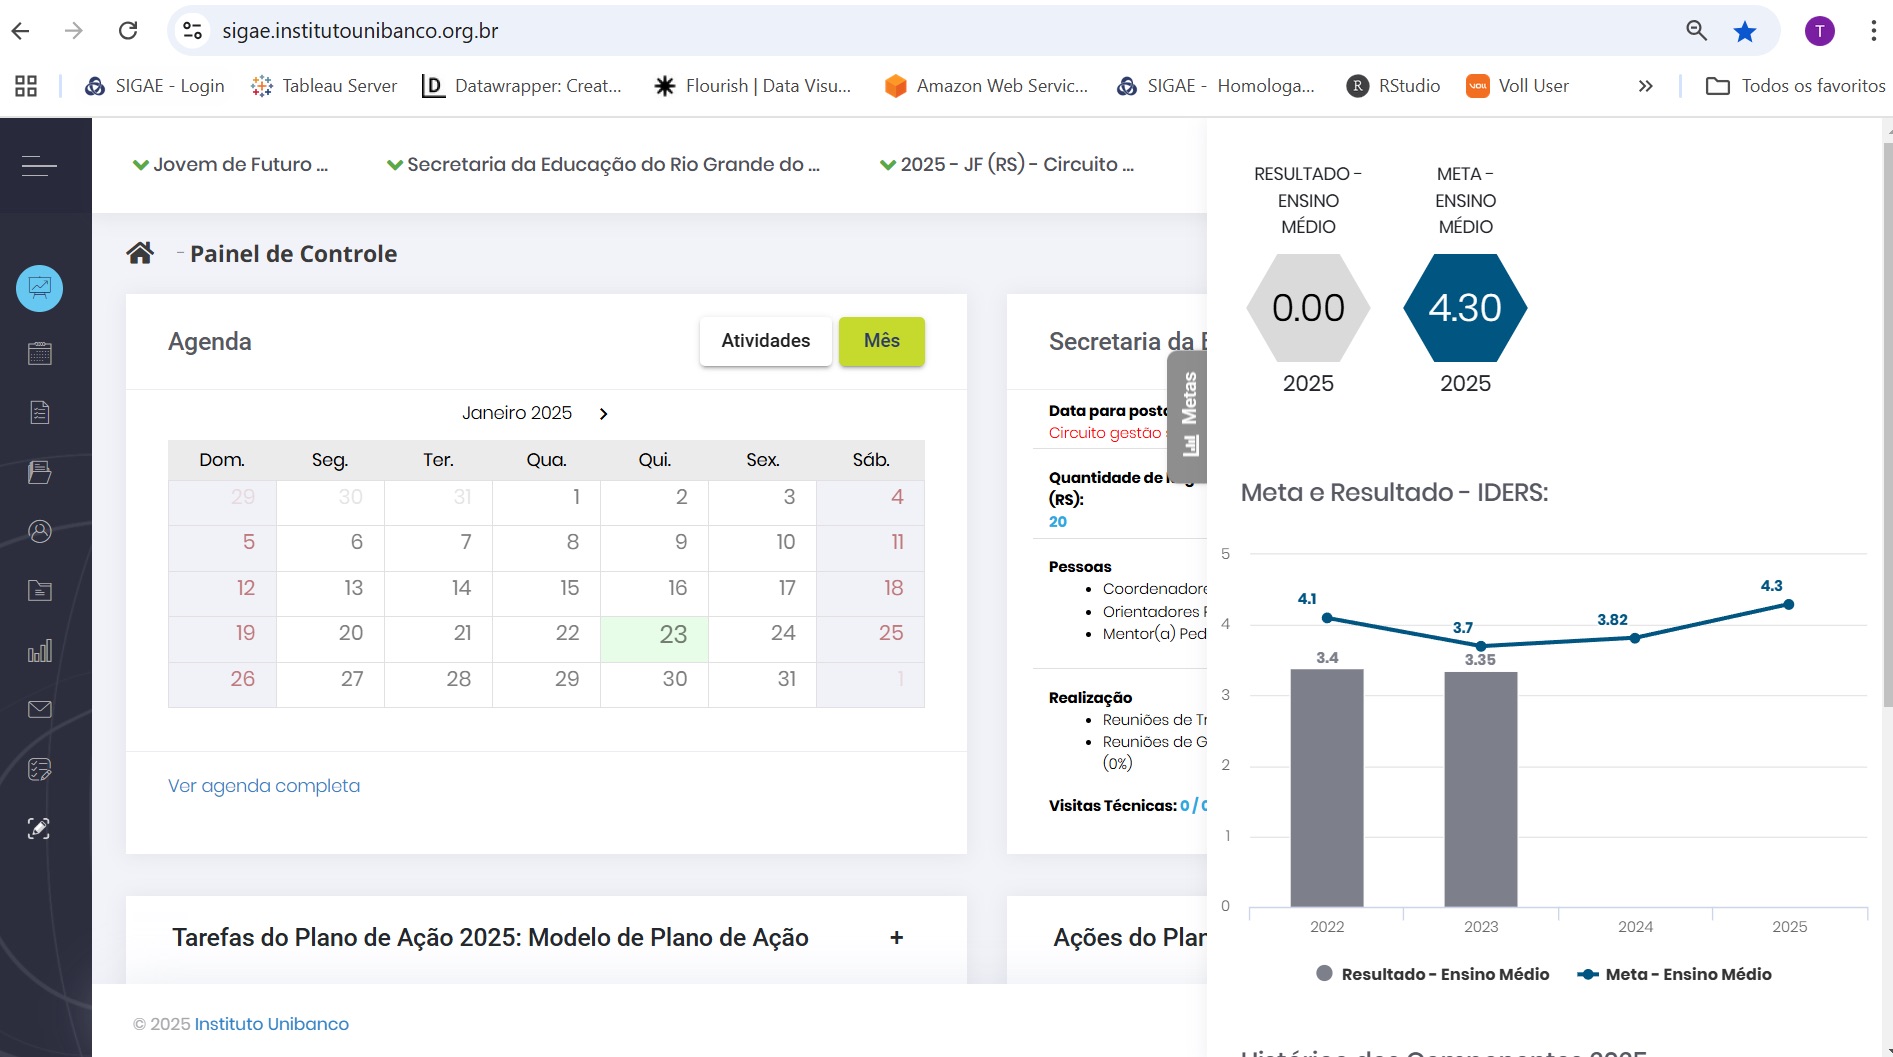 sigae.institutounibanco.org.br
T
SIGAE - Login
Tableau Server
Datawrapper: Creat...
Flourish | Data Visu...
Amazon Web Servic...
SIGAE - Homologa...
R
RStudio
VOLL
Voll User
»
Todos os favoritos
Jovem de Futuro ...
Secretaria da Educação do Rio Grande do ...
2025 - JF (RS) - Circuito ...
- Painel de Controle
Agenda
Atividades
Mês
Janeiro 2025
Dom. Seg. Ter. Qua. Qui. Sex. Sáb.
29 30 31 1 2 3 4
5 6 7 8 9 10 11
12 13 14 15 16 17 18
19 20 21 22 23 24 25
26 27 28 29 30 31 1
Ver agenda completa
Secretaria da
Data para
Circuito gestão
Quantidade de
(RS):
20
Pessoas
Coordenadore
Orientadores
Mentor(a) Ped
Realização
Reuniões de Tr
Reuniões de G
(0%)
Visitas Técnicas: 0 /
Metas
RESULTADO -
ENSINO
MÉDIO
0.00
2025
META -
ENSINO
MÉDIO
4.30
2025
Meta e Resultado - IDERS:
5
4
3
2
1
0
4.1
3.7
3.82
4.3
3.4
3.35
2022 2023 2024 2025
Resultado - Ensino Médio
Meta - Ensino Médio
Tarefas do Plano de Ação 2025: Modelo de Plano de Ação +
Ações do Plan
© 2025 Instituto Unibanco